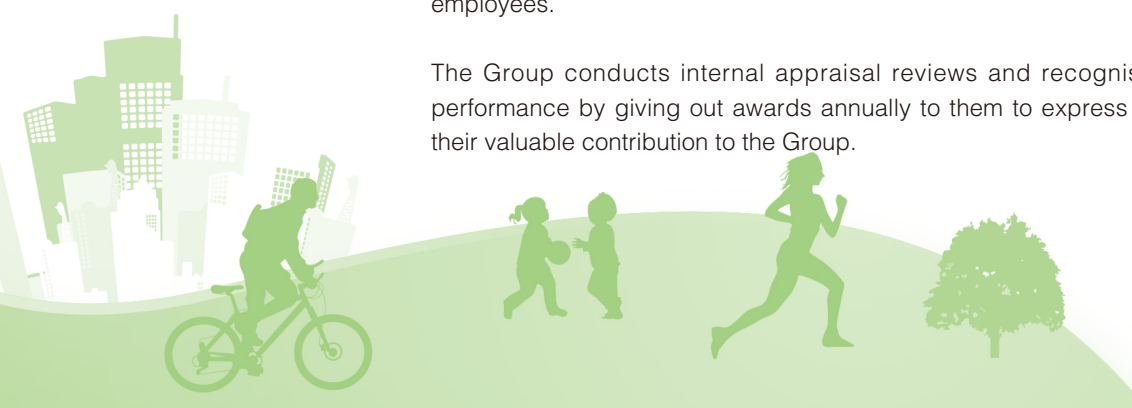 employees.
The Group conducts internal appraisal reviews and recognis
performance by giving out awards annually to them to express
their valuable contribution to the Group.